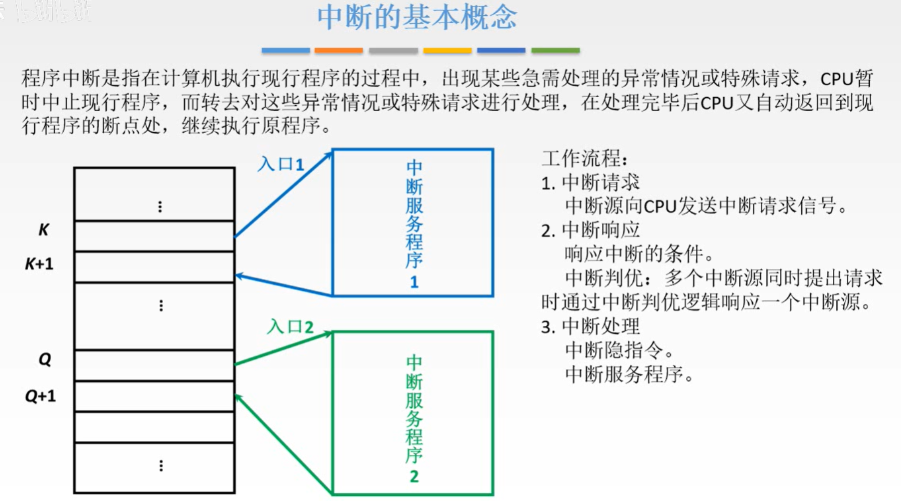 中断的基本概念
程序中断是指在计算机执行现行程序的过程中，出现某些急需处理的异常情况或特殊请求，CPU暂
时中止现行程序，而转去对这些异常情况或特殊请求进行处理，在处理完毕后CPU又自动返回到现
行程序的断点处，继续执行原程序。
入口1
⋮
K
K+1
⋮
Q
Q+1
⋮
中断服务程序1
入口2
中断服务程序2
工作流程：
1. 中断请求
中断源向CPU发送中断请求信号。
2. 中断响应
响应中断的条件。
中断判优：多个中断源同时提出请求
时通过中断判优逻辑响应一个中断源。
3. 中断处理
中断隐指令。
中断服务程序。